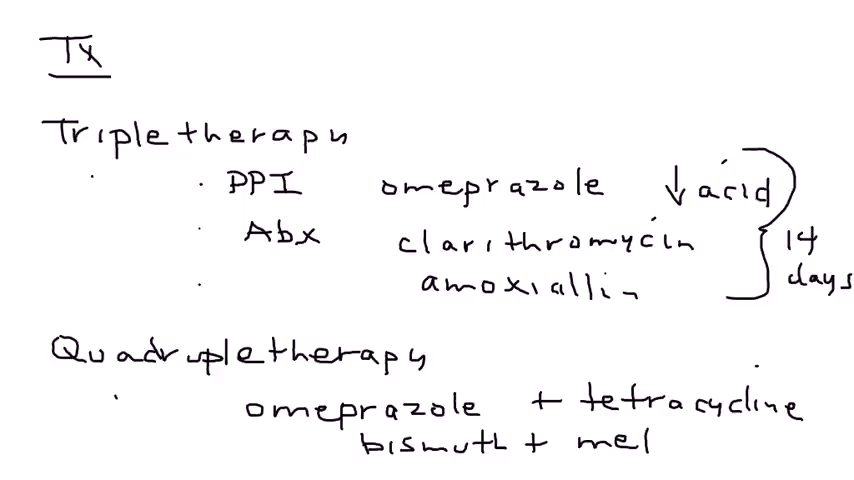 Tx
Triple therapy
· PPI omeprazole ↓ acid
· Abx clarithromycin 14
· amoxiallin days
Quadruple therapy
· omeprazole + tetracycline
bismuth + mel